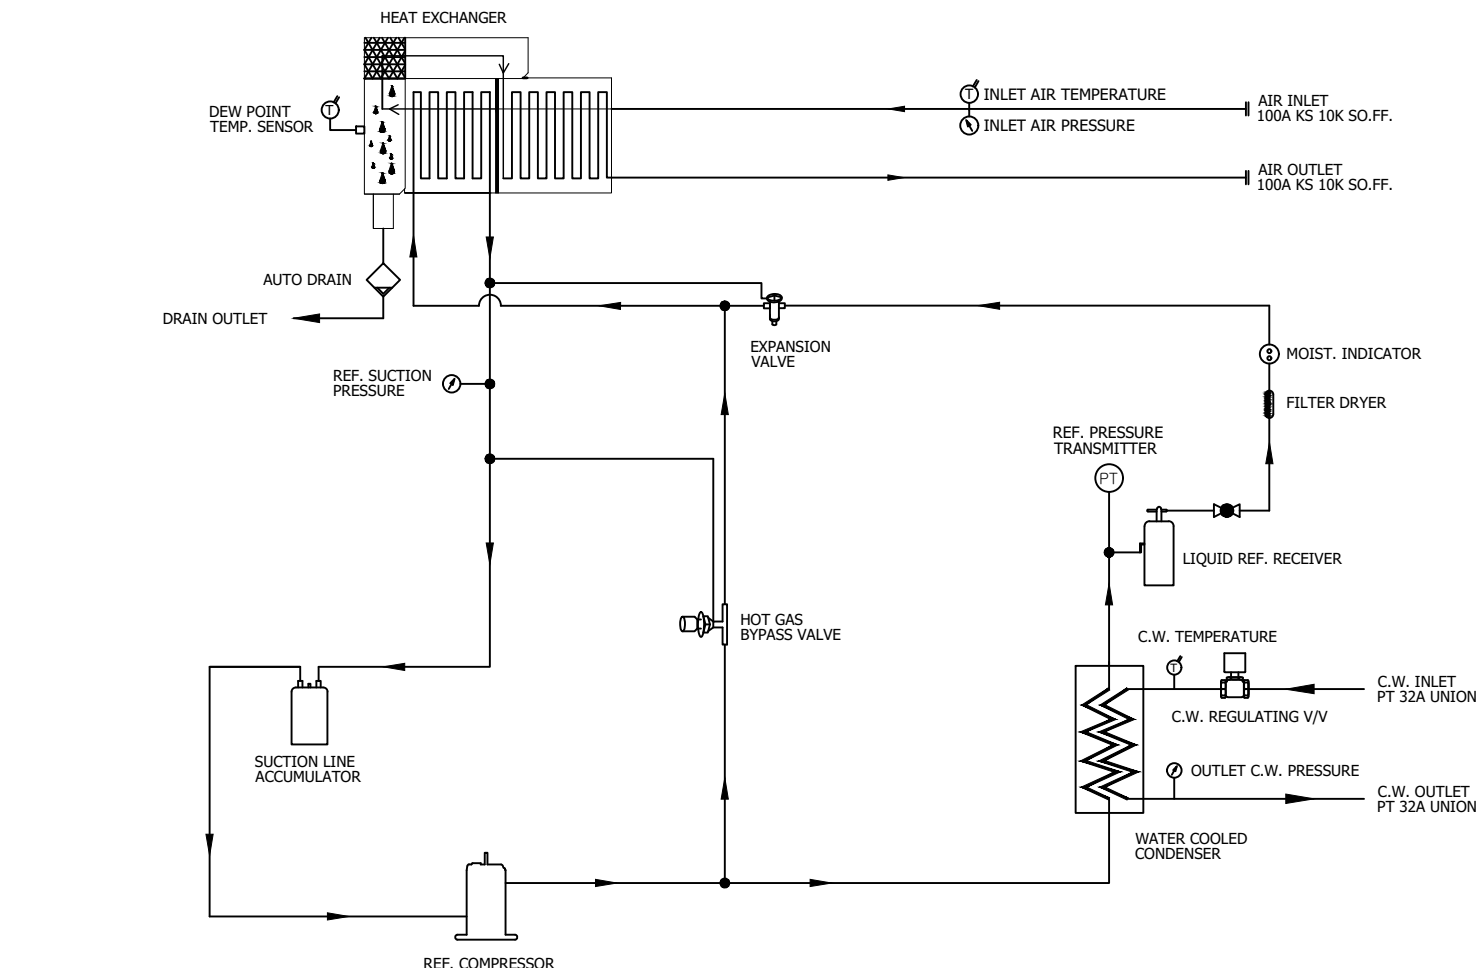 HEAT EXCHANGER
DEW POINT
TEMP. SENSOR
T
T
INLET AIR TEMPERATURE
INLET AIR PRESSURE
AIR INLET
100A KS 10K SO.FF.
AIR OUTLET
100A KS 10K SO.FF.
AUTO DRAIN
DRAIN OUTLET
EXPANSION
VALVE
MOIST. INDICATOR
REF. SUCTION
PRESSURE
FILTER DRYER
REF. PRESSURE
TRANSMITTER
PT
LIQUID REF. RECEIVER
HOT GAS
BYPASS VALVE
C.W. TEMPERATURE
T
C.W. INLET
PT 32A UNION
C.W. REGULATING V/V
SUCTION LINE
ACCUMULATOR
OUTLET C.W. PRESSURE
C.W. OUTLET
PT 32A UNION
WATER COOLED
CONDENSER
REF. COMPRESSOR